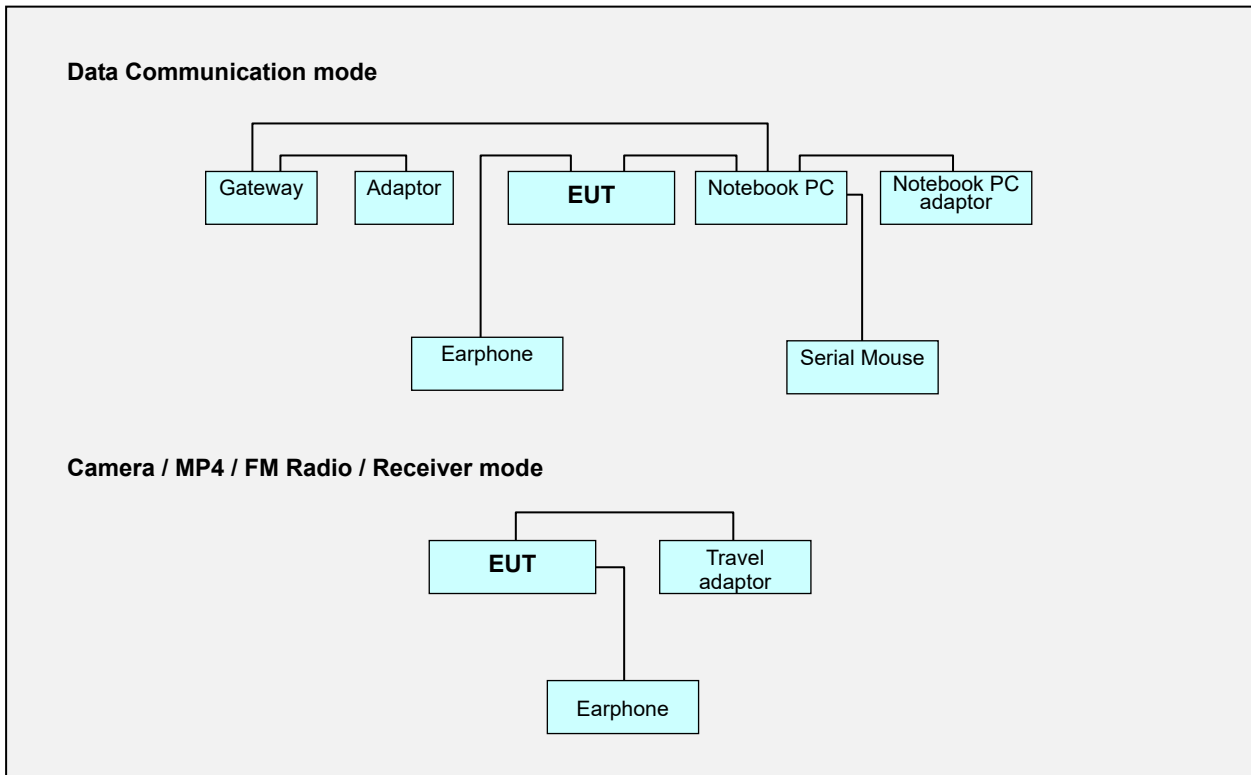 Data Communication mode
Gateway
Adaptor
EUT
Notebook PC
Notebook PC
adaptor
Earphone
Serial Mouse
Camera / MP4 / FM Radio / Receiver mode
EUT
Travel
adaptor
Earphone